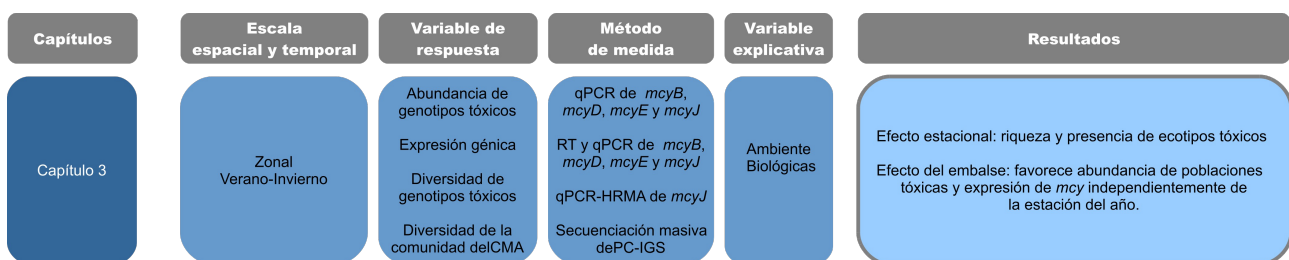 Capítulos
Escala
espacial y temporal
Variable de
respuesta
Método
de medida
Variable
explicativa
Resultados
Capítulo 3
Zonal
Verano-Invierno
Abundancia de
genotipos tóxicos
Expresión génica
Diversidad de
genotipos tóxicos
Diversidad de la
comunidad delCMA
qPCR de mcyB,
mcyD, mcyE y mcyJ
RT y qPCR de mcyB,
mcyD, mcyE y mcyJ
qPCR-HRMA de mcyJ
Secuenciación masiva
dePC-IGS
Ambiente
Biológicas
Efecto estacional: riqueza y presencia de ecotipos tóxicos
Efecto del embalse: favorece abundancia de poblaciones
tóxicas y expresión de mcy independientemente de
la estación del año.